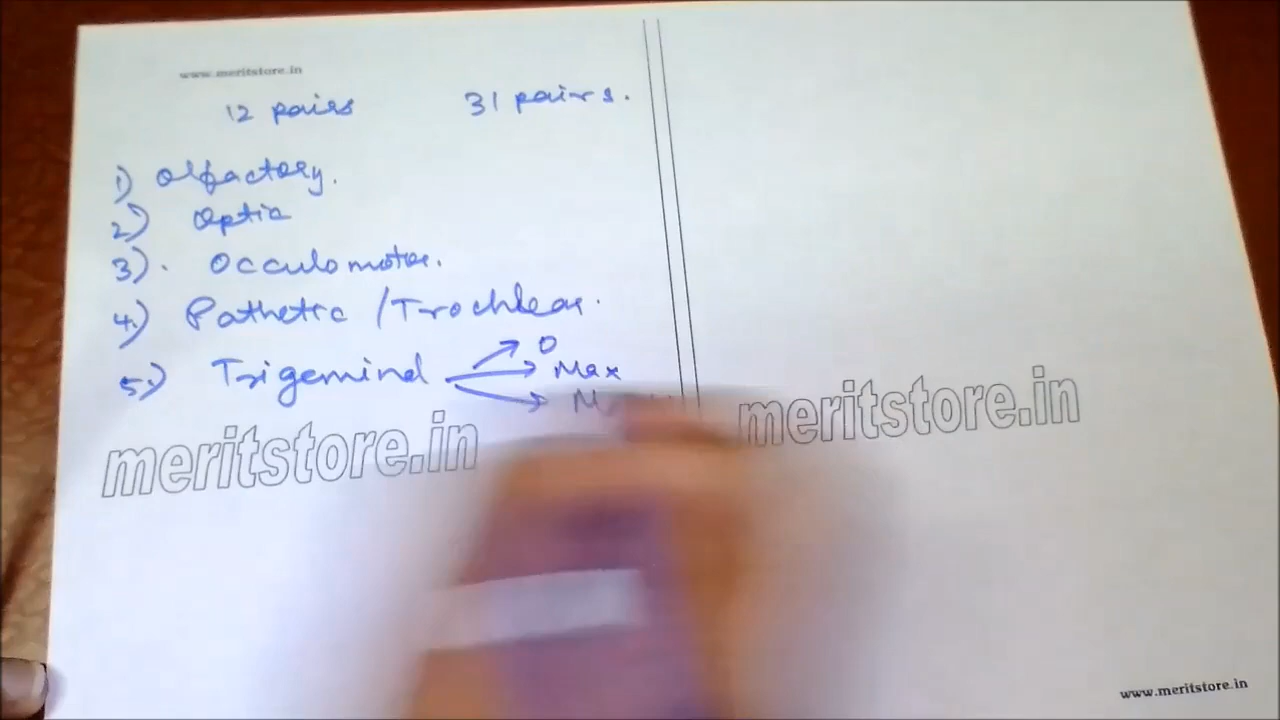 www.meritstore.in
12 pairs 31 pairs.
1) Olfactory.
2) Optic
3). Occulomotor.
4.) Pathetic / Trochlear.
5.) Trigeminal
O
Max
meritstore.in
meritstore.in
www.meritstore.in